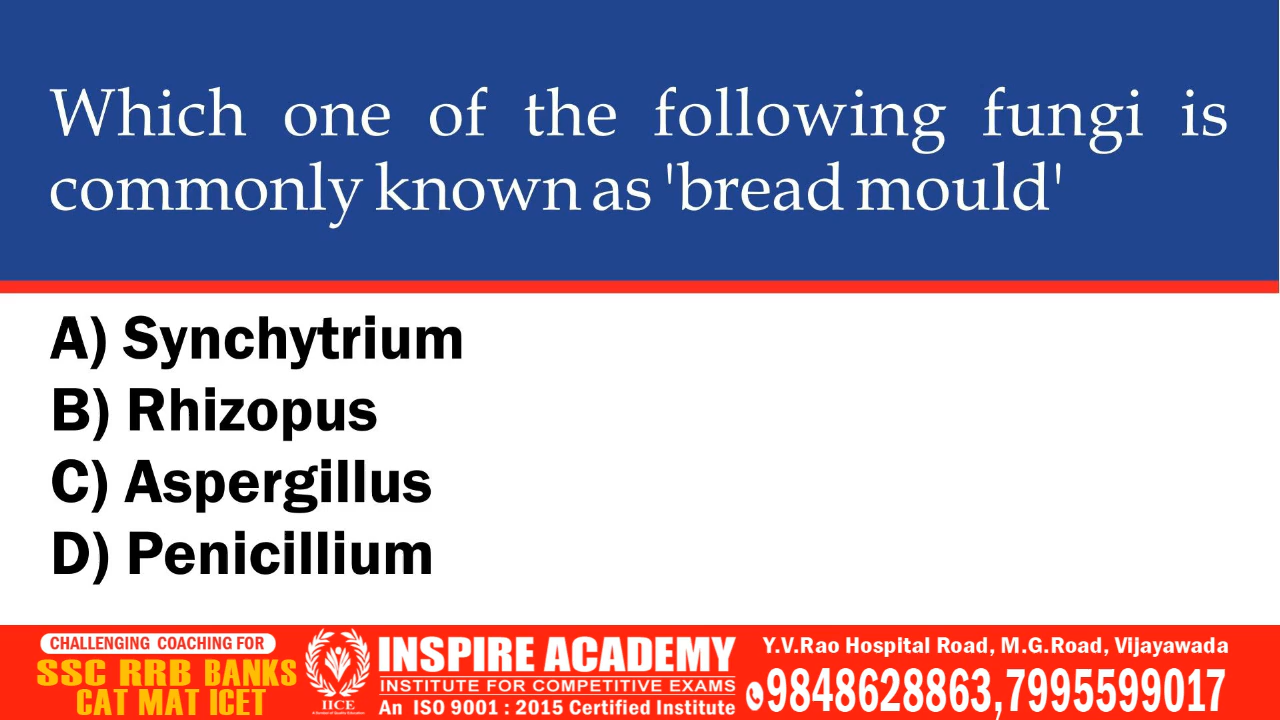 Which one of the following fungi is
commonly known as 'bread mould'
A) Synchytrium
B) Rhizopus
C) Aspergillus
D) Penicillium
CHALLENGING COACHING FOR
SSC RRB BANKS
CAT MAT ICET
IICE
INSPIRE ACADEMY
INSTITUTE FOR COMPETITIVE EXAMS
An ISO 9001 : 2015 Certified Institute
Y.V.Rao Hospital Road, M.G.Road, Vijayawada
9848628863,7995599017